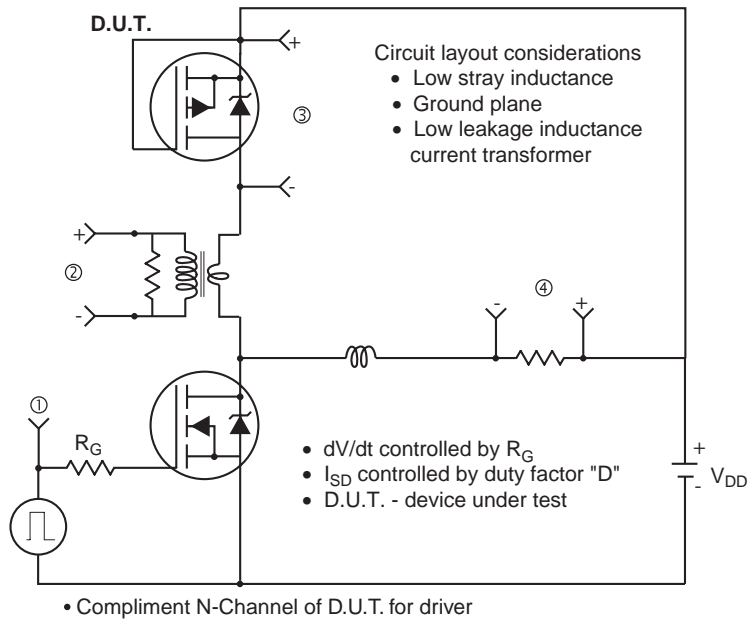 D.U.T.
+
Circuit layout considerations
• Low stray inductance
③
• Ground plane
• Low leakage inductance
current transformer
-
+
②
-
- ④ +
①
R_G
• dV/dt controlled by R_G
• I_SD controlled by duty factor "D"
• D.U.T. - device under test
+
V_DD
-
• Compliment N-Channel of D.U.T. for driver